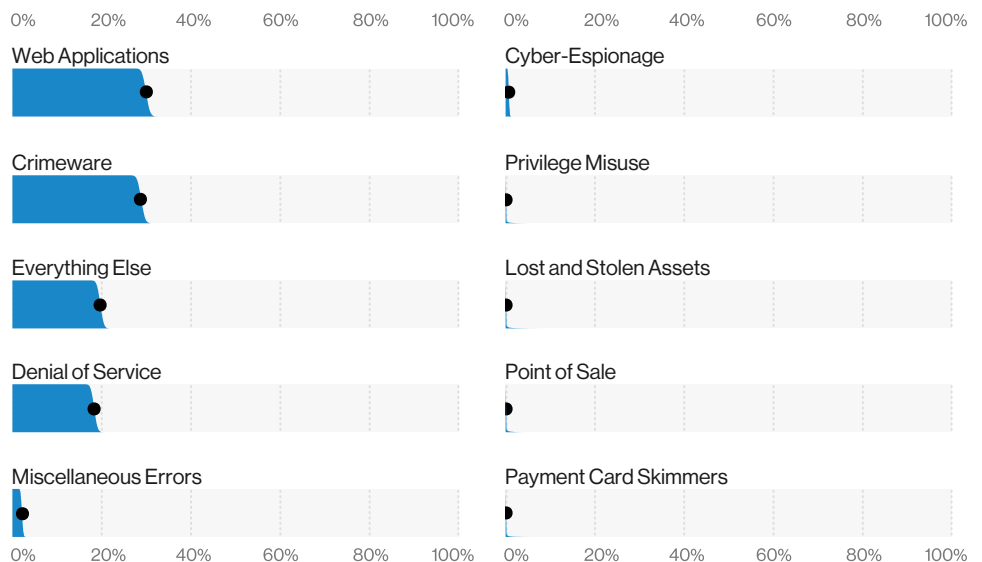 0% 20% 40% 60% 80% 100%
Web Applications
Crimeware
Everything Else
Denial of Service
Miscellaneous Errors
0% 20% 40% 60% 80% 100%
0% 20% 40% 60% 80% 100%
Cyber-Espionage
Privilege Misuse
Lost and Stolen Assets
Point of Sale
Payment Card Skimmers
0% 20% 40% 60% 80% 100%